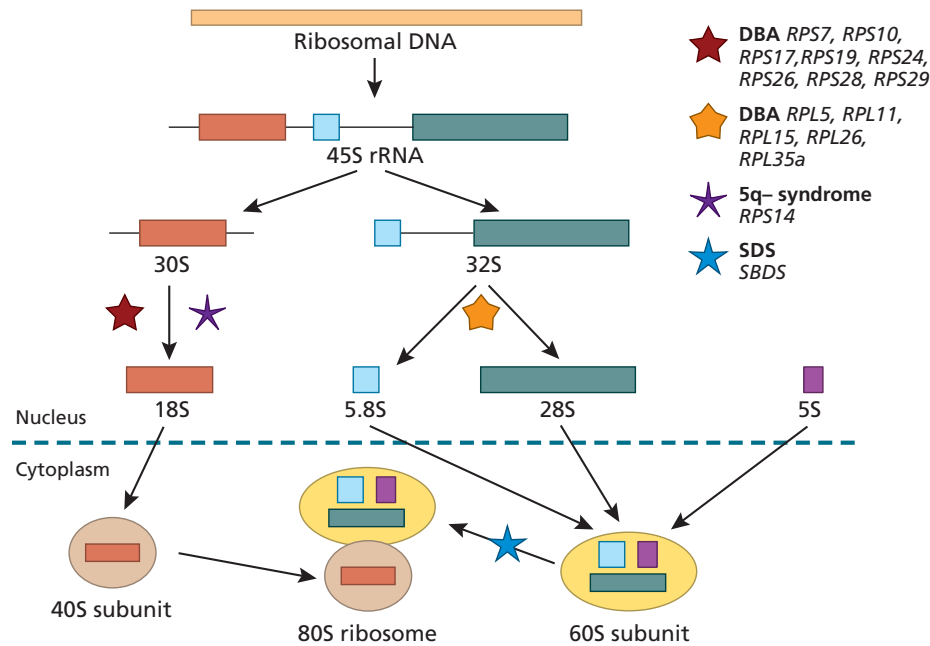 Ribosomal DNA
45S rRNA
30S
32S
18S
5.8S
28S
5S
Nucleus
Cytoplasm
40S subunit
80S ribosome
60S subunit
DBA RPS7, RPS10,
RPS17,RPS19, RPS24,
RPS26, RPS28, RPS29
DBA RPL5, RPL11,
RPL15, RPL26,
RPL35a
5q– syndrome
RPS14
SDS
SBDS